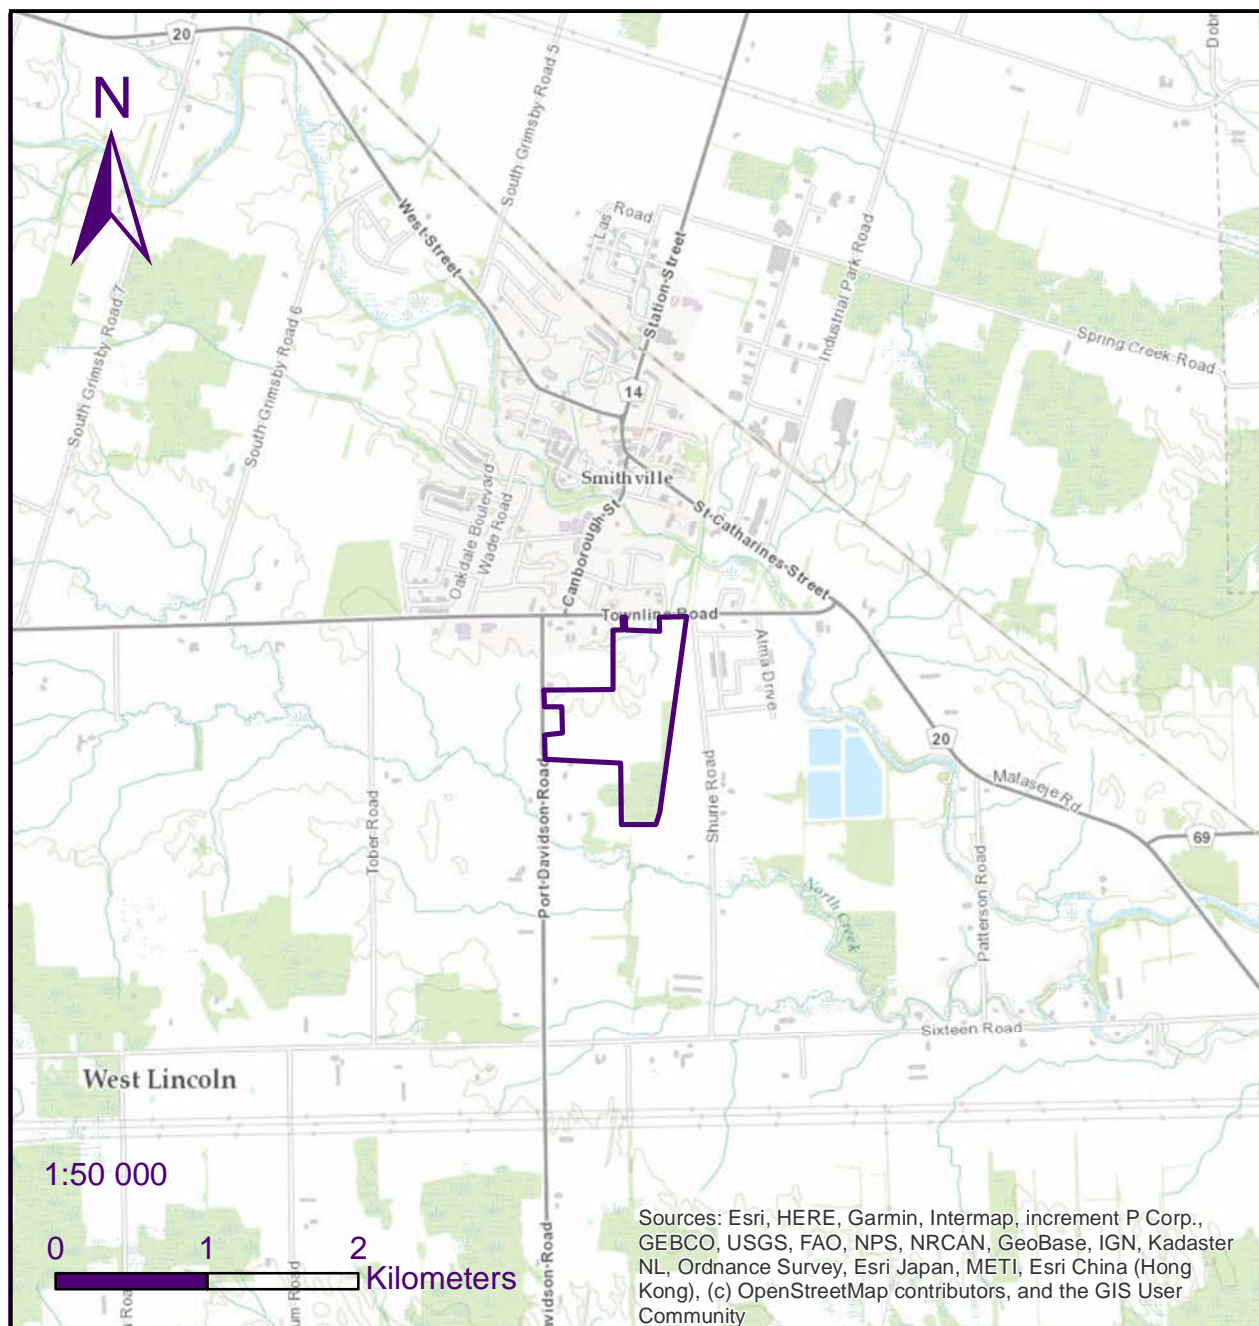 20
Dobr
N
South Grimsby Road 5
Las Road
West Street
Station Street
Industrial Park Road
South Grimsby Road 7
South Grimsby Road 6
Spring Creek Road
14
Smithville
Oakdale Boulevard
Wade Road
Canborough St
St Catharines Street
Townline Road
Alma Drive
20
Mataseje Rd
69
Port Davidson Road
Shurie Road
Tober Road
North Creek
Patterson Road
Sixteen Road
West Lincoln
1:50 000
0 1 2
Kilometers
Road
um Road
avidson Road
Sources: Esri, HERE, Garmin, Intermap, increment P Corp.,
GEBCO, USGS, FAO, NPS, NRCAN, GeoBase, IGN, Kadaster
NL, Ordnance Survey, Esri Japan, METI, Esri China (Hong
Kong), (c) OpenStreetMap contributors, and the GIS User
Community